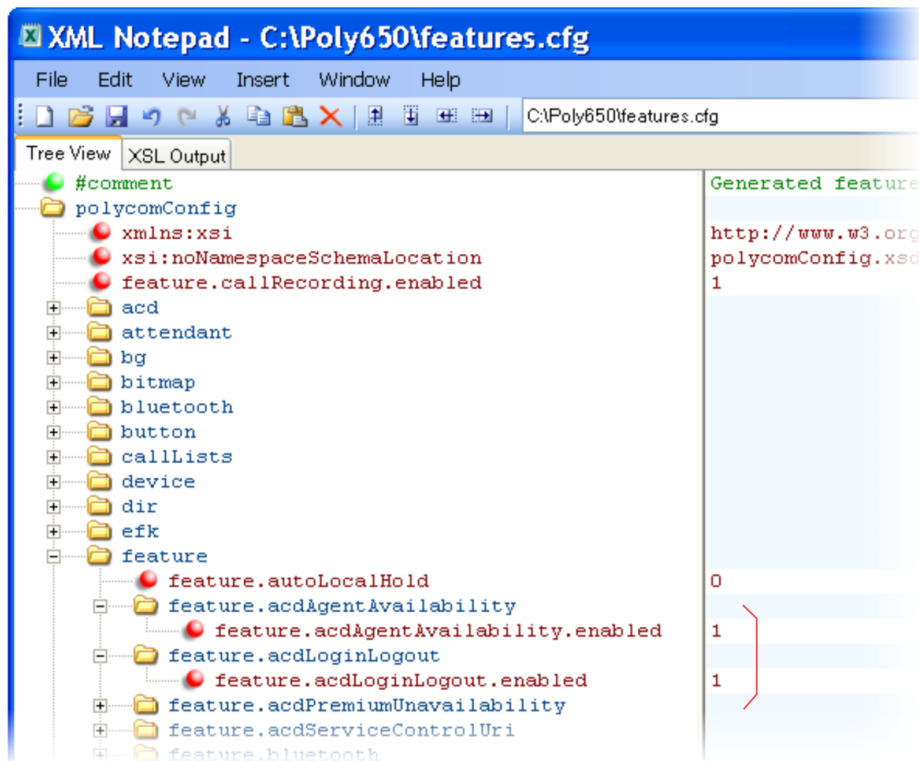 XML Notepad - C:\Poly650\features.cfg
File Edit View Insert Window Help
C:\Poly650\features.cfg
Tree View XSL Output
#comment Generated feature
polycomConfig
xmlns:xsi http://www.w3.org
xsi:noNamespaceSchemaLocation polycomConfig.xsd
feature.callRecording.enabled 1
acd
attendant
bg
bitmap
bluetooth
button
callLists
device
dir
efk
feature
feature.autoLocalHold 0
feature.acdAgentAvailability
feature.acdAgentAvailability.enabled 1
feature.acdLoginLogout
feature.acdLoginLogout.enabled 1
feature.acdPremiumUnavailability
feature.acdServiceControlUri
feature.bluetooth